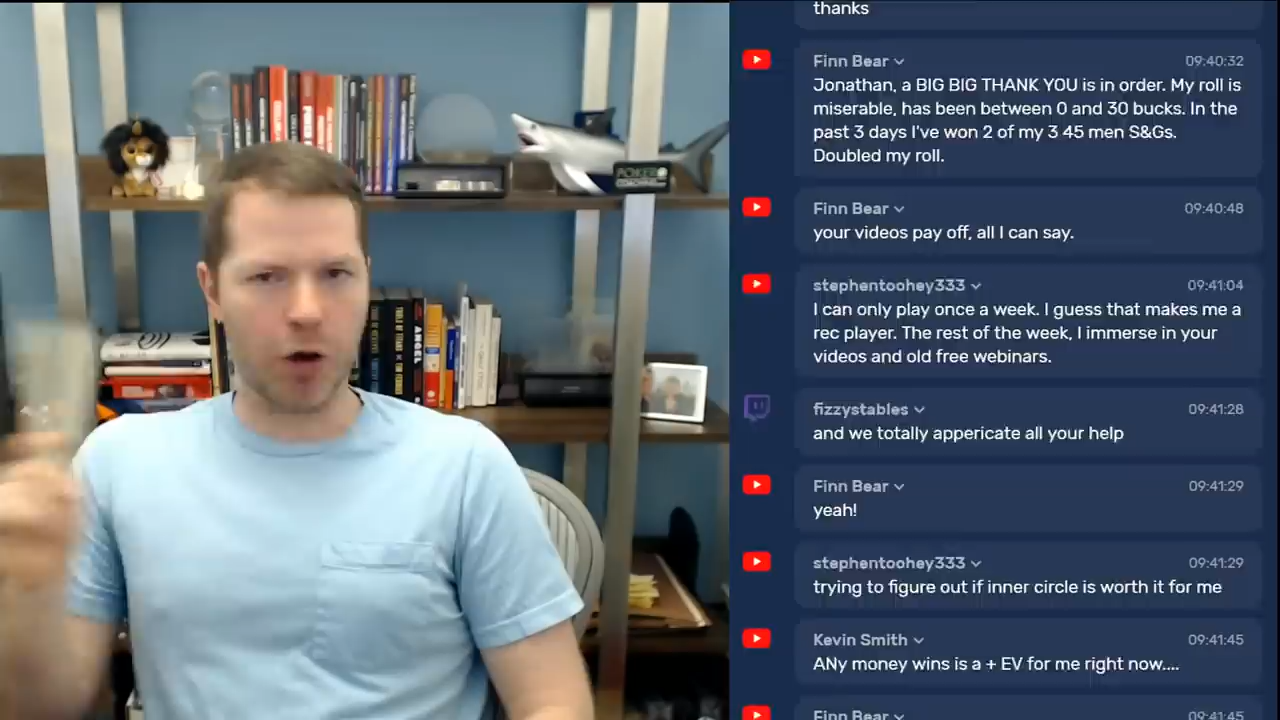 thanks
Finn Bear
09:40:32
Jonathan, a BIG BIG THANK YOU is in order. My roll is
miserable, has been between 0 and 30 bucks. In the
past 3 days I've won 2 of my 3 45 men S&Gs.
Doubled my roll.
Finn Bear
09:40:48
your videos pay off, all I can say.
stephentoohey333
09:41:04
I can only play once a week. I guess that makes me a
rec player. The rest of the week, I immerse in your
videos and old free webinars.
fizzystables
09:41:28
and we totally appericate all your help
Finn Bear
09:41:29
yeah!
stephentoohey333
09:41:29
trying to figure out if inner circle is worth it for me
Kevin Smith
09:41:45
ANy money wins is a + EV for me right now....
Finn Bear
09:41:45
POKER
COACHING
ANGEL